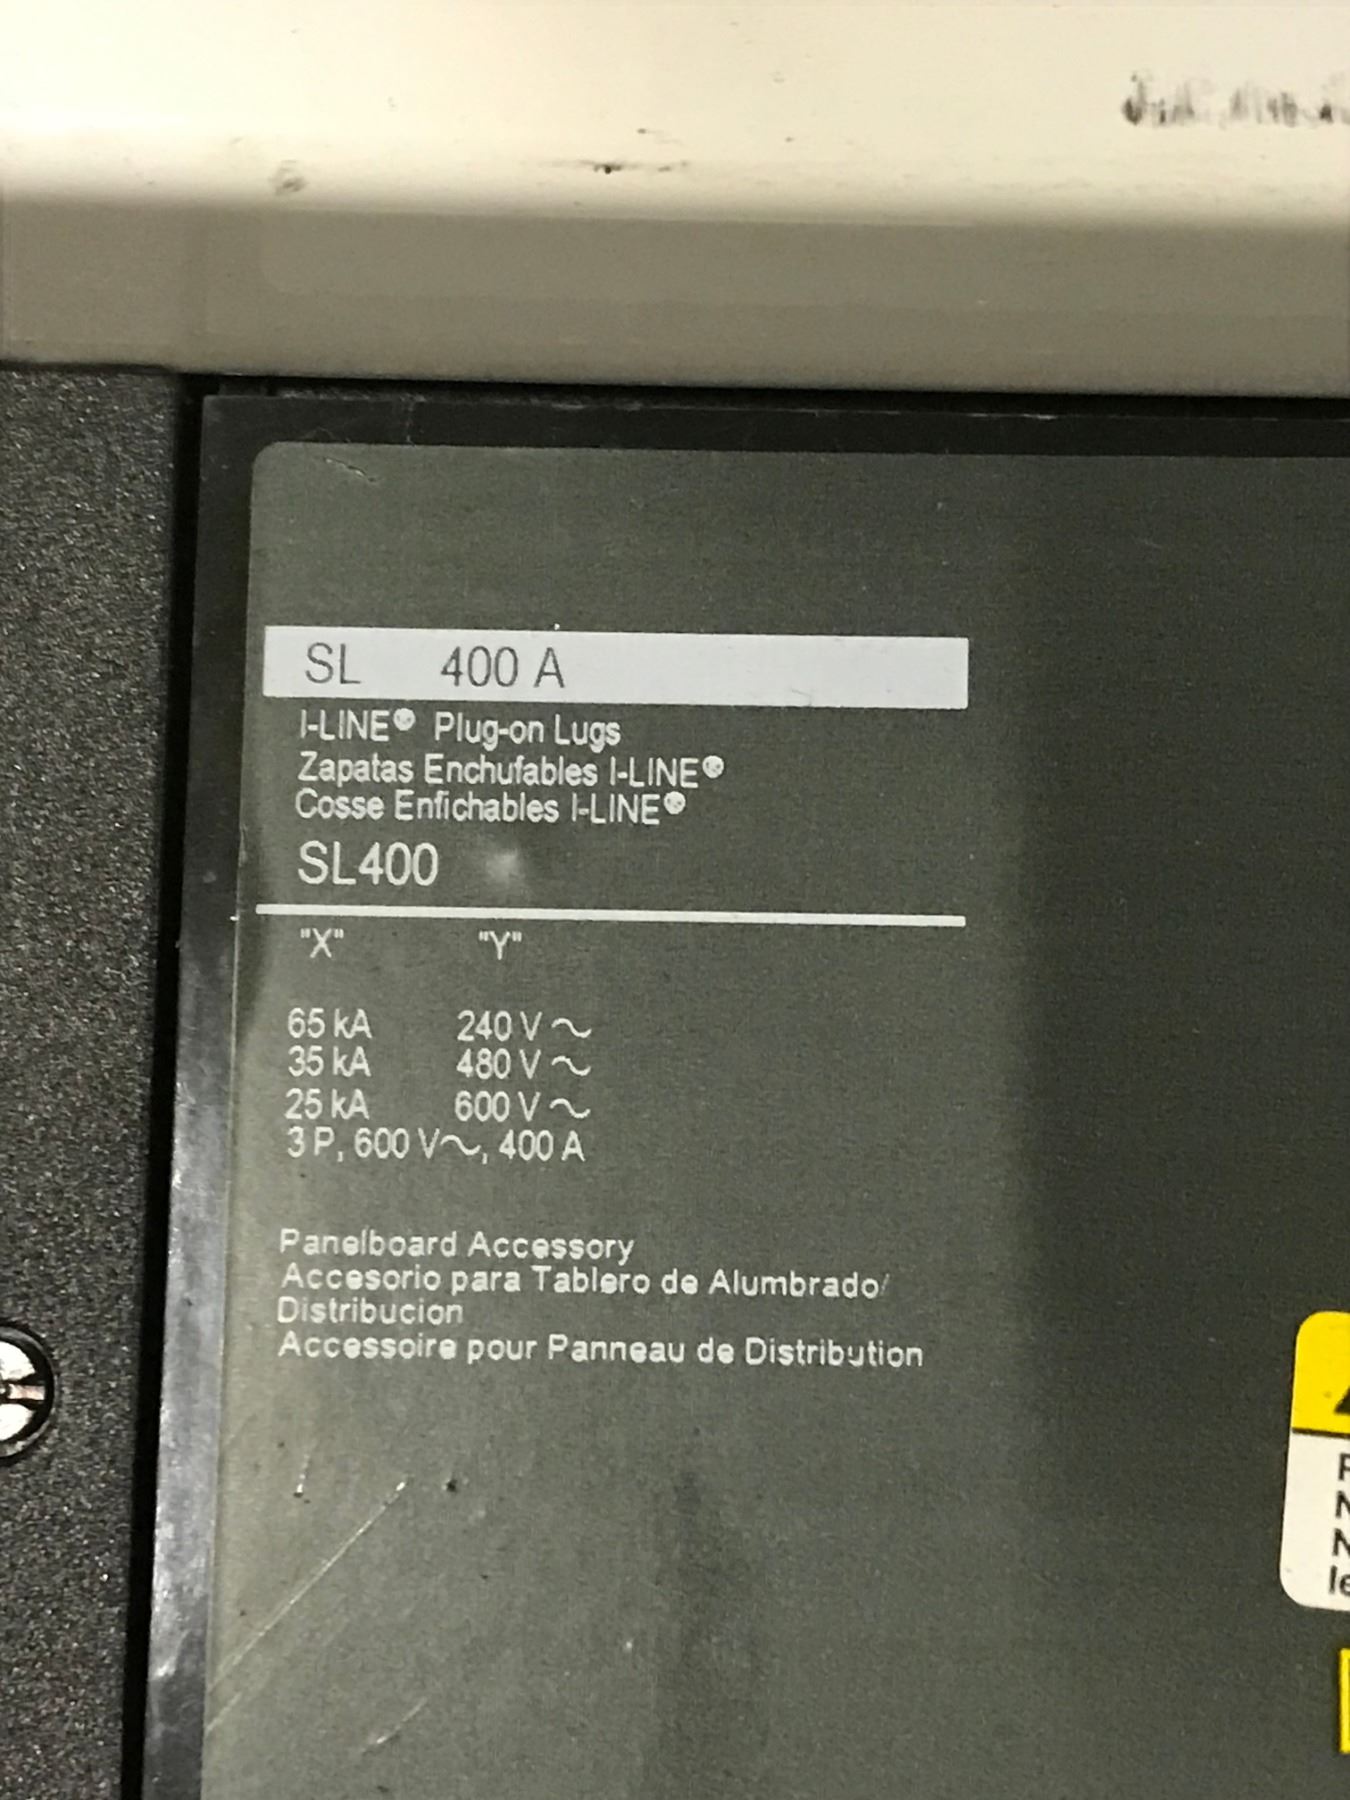 SL 400 A
I-LINE® Plug-on Lugs
Zapatas Enchufables I-LINE®
Cosse Enfichables I-LINE®
SL400
"X" "Y"
65 kA 240 V ~
35 kA 480 V ~
25 kA 600 V ~
3 P, 600 V~, 400 A
Panelboard Accessory
Accesorio para Tablero de Alumbrado/
Distribucion
Accessoire pour Panneau de Distribution